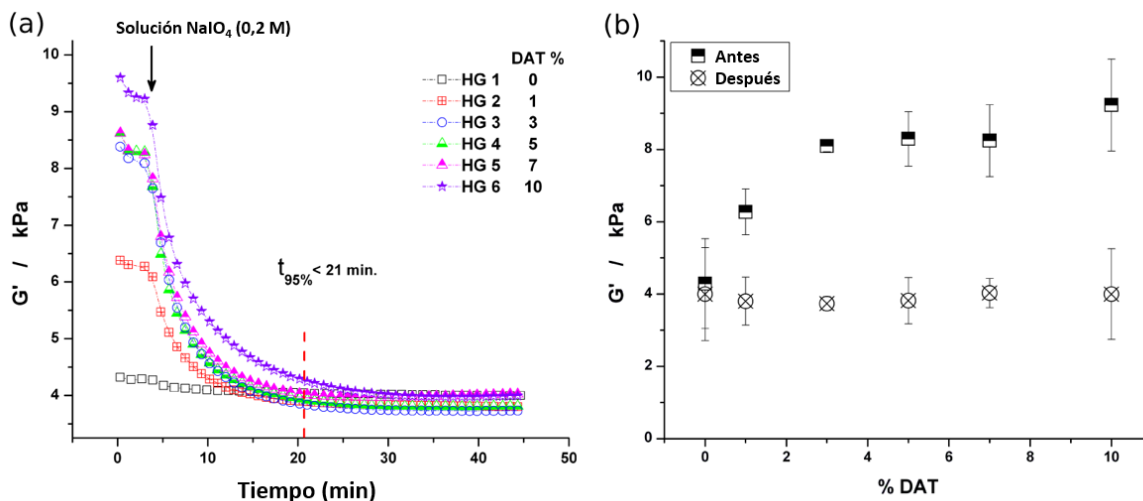 (a)
Solución NaIO₄ (0,2 M)
DAT %
HG 1 0
HG 2 1
HG 3 3
HG 4 5
HG 5 7
HG 6 10
t95%< 21 min.
G' / kPa
10
9
8
7
6
5
4
0 10 20 30 40 50
Tiempo (min)
(b)
Antes
Después
G' / kPa
10
8
6
4
2
0
0 2 4 6 8 10
% DAT